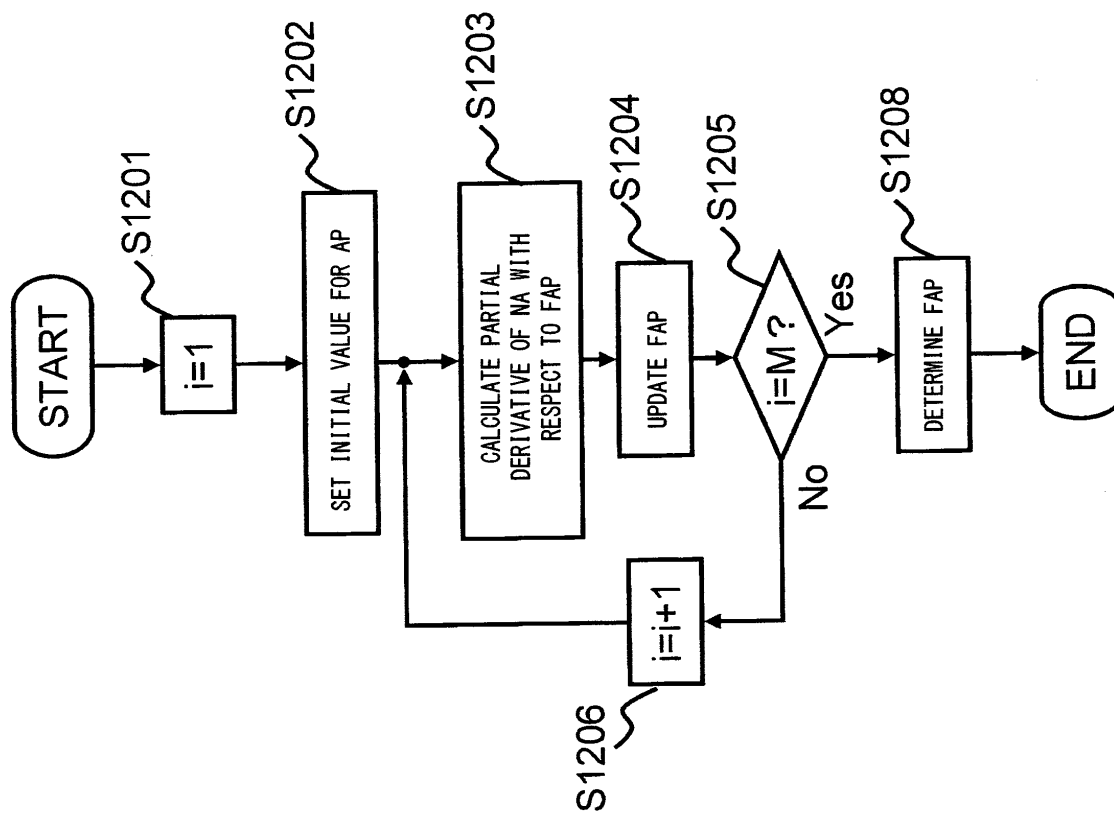 START
S1201
i=1
S1202
SET INITIAL VALUE FOR AP
S1203
CALCULATE PARTIAL
DERIVATIVE OF NA WITH
RESPECT TO FAP
S1204
UPDATE FAP
S1205
i=M ?
No
Yes
S1206
i=i+1
S1208
DETERMINE FAP
END